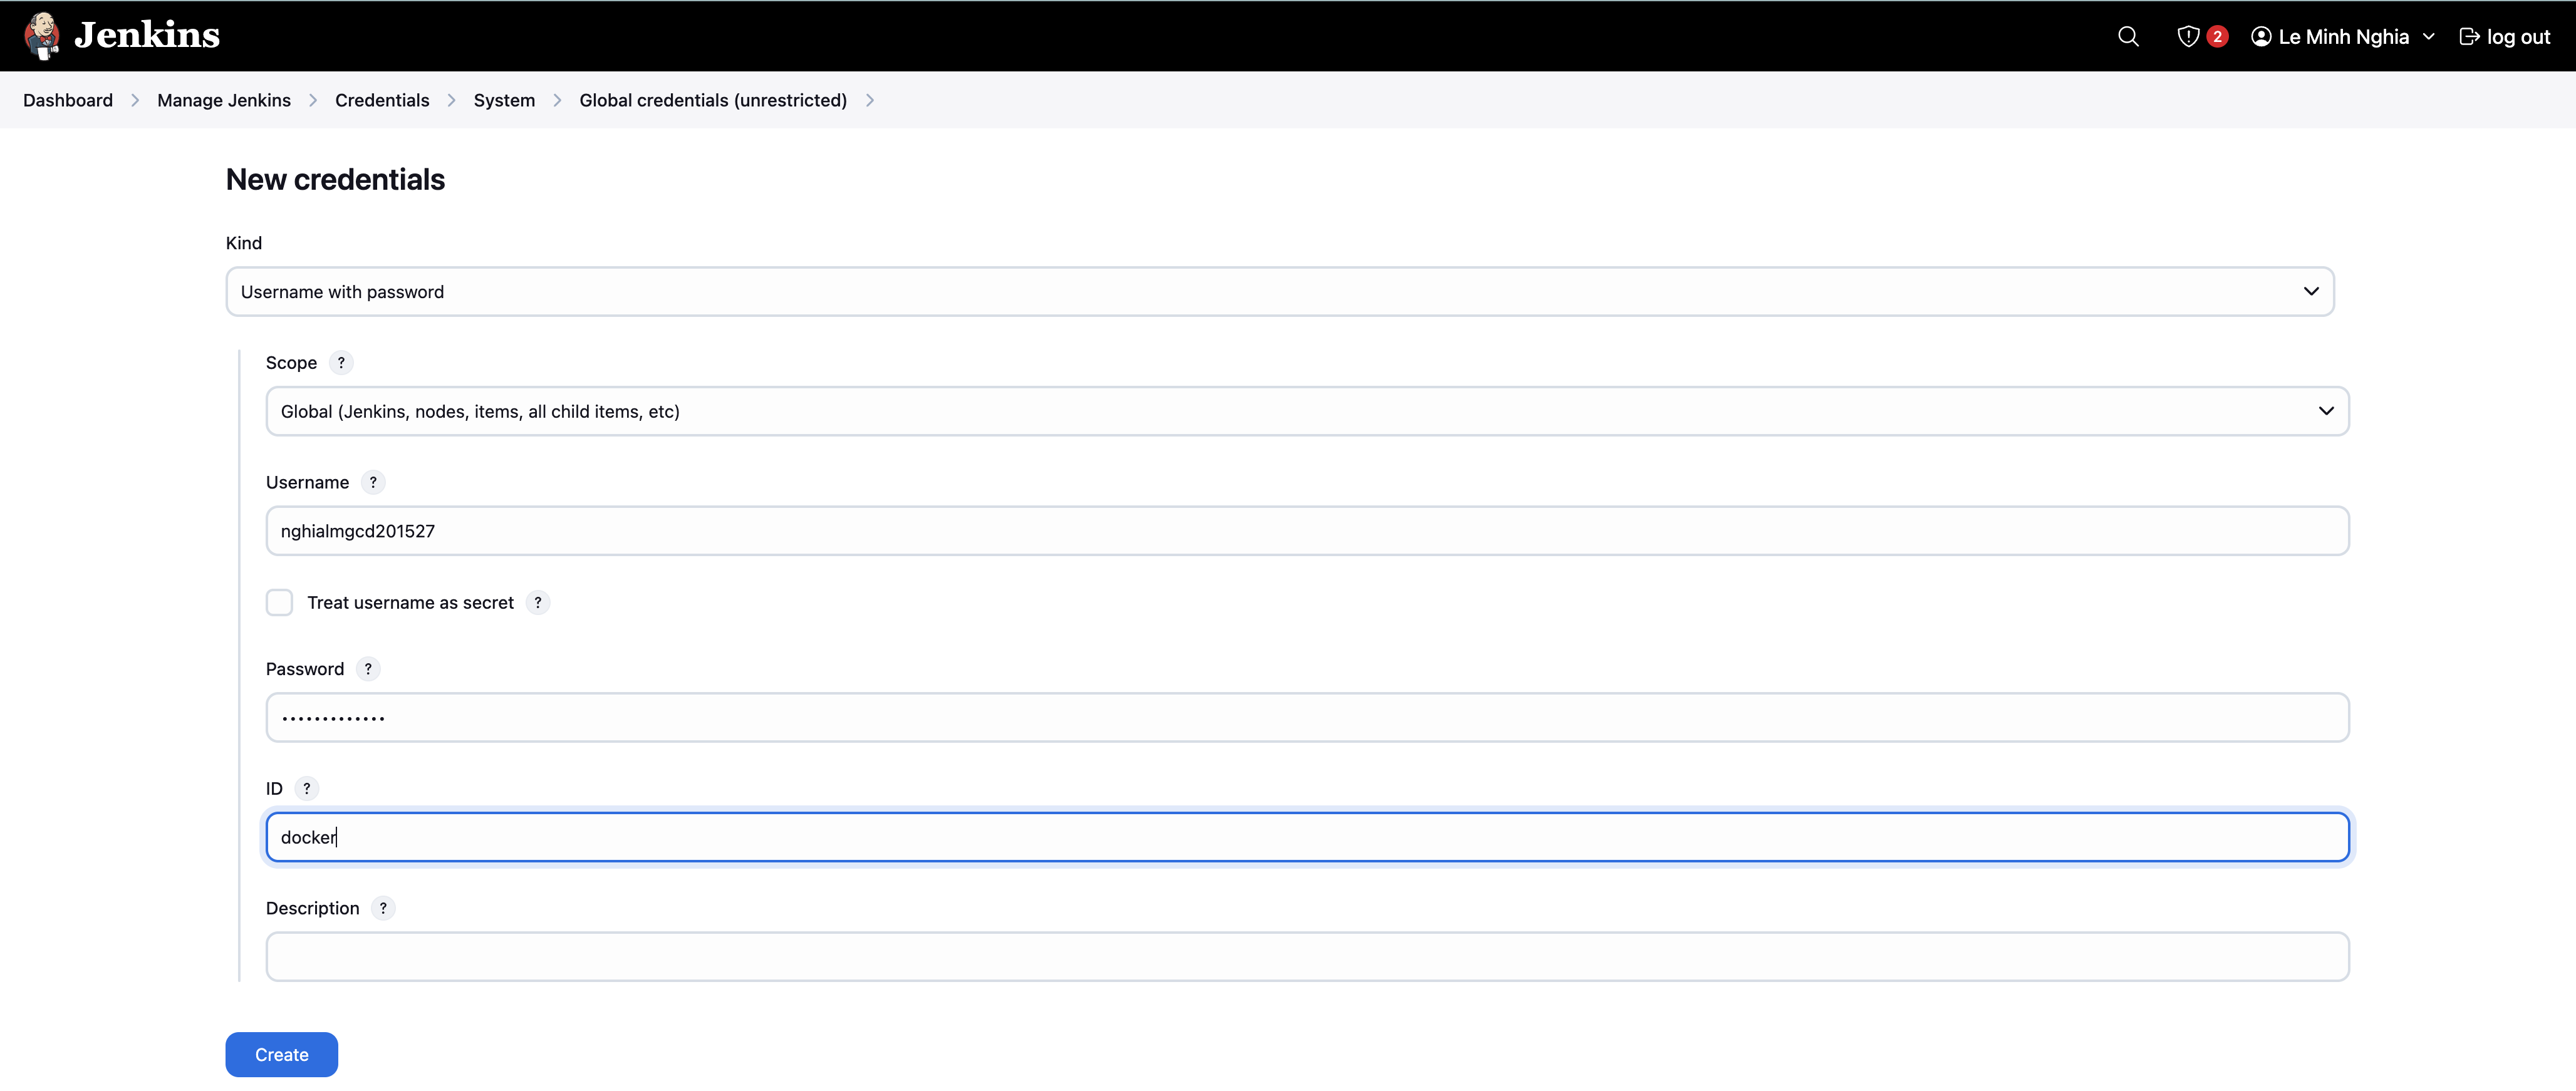 Jenkins
2 Le Minh Nghia log out
Dashboard Manage Jenkins Credentials System Global credentials (unrestricted)
New credentials
Kind
Username with password
Scope ?
Global (Jenkins, nodes, items, all child items, etc)
Username ?
nghialmgcd201527
Treat username as secret ?
Password ?
•••••••••••••
ID ?
docker
Description ?
Create